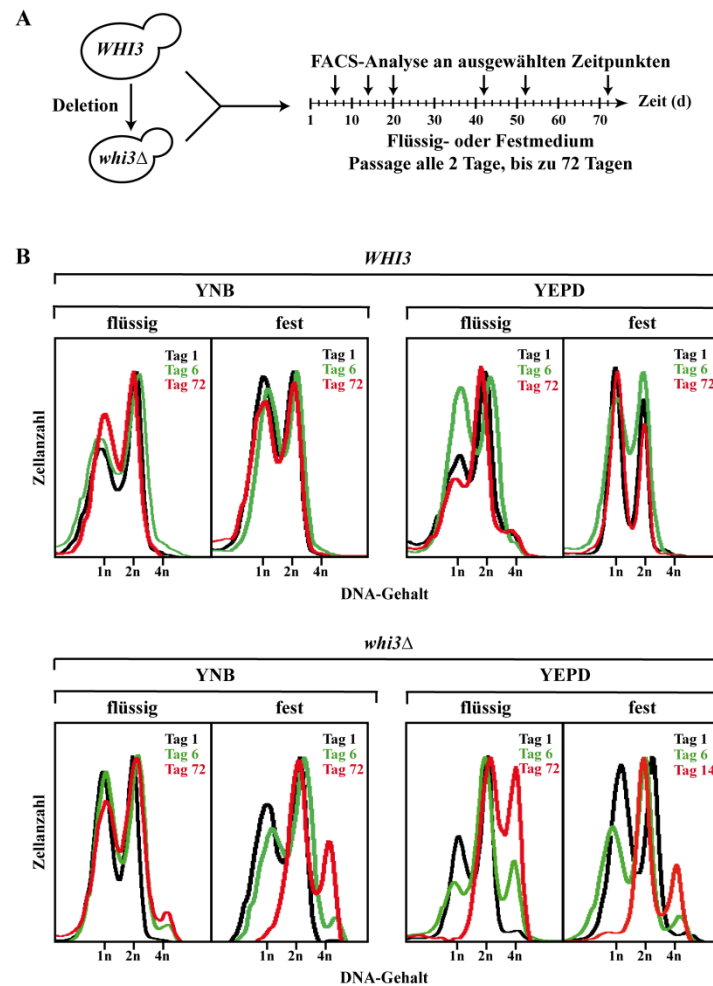 A
WHI3
Deletion
whi3Δ
FACS-Analyse an ausgewählten Zeitpunkten
Zeit (d)
1 10 20 30 40 50 60 70
Flüssig- oder Festmedium
Passage alle 2 Tage, bis zu 72 Tagen
B
WHI3
YNB YEPD
flüssig fest flüssig fest
Tag 1 Tag 1 Tag 1 Tag 1
Tag 6 Tag 6 Tag 6 Tag 6
Tag 72 Tag 72 Tag 72 Tag 72
Zellanzahl
1n 2n 4n 1n 2n 4n 1n 2n 4n 1n 2n 4n
DNA-Gehalt DNA-Gehalt
whi3Δ
YNB YEPD
flüssig fest flüssig fest
Tag 1 Tag 1 Tag 1 Tag 1
Tag 6 Tag 6 Tag 6 Tag 6
Tag 72 Tag 72 Tag 72 Tag 14
Zellanzahl
1n 2n 4n 1n 2n 4n 1n 2n 4n 1n 2n 4n
DNA-Gehalt DNA-Gehalt